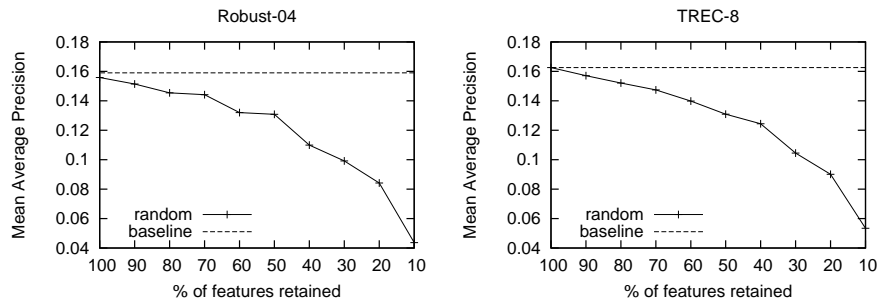 Robust-04
Mean Average Precision
0.18
0.16
0.14
0.12
0.1
0.08
0.06
0.04
random
baseline
100 90 80 70 60 50 40 30 20 10
% of features retained
TREC-8
Mean Average Precision
0.18
0.16
0.14
0.12
0.1
0.08
0.06
0.04
random
baseline
100 90 80 70 60 50 40 30 20 10
% of features retained